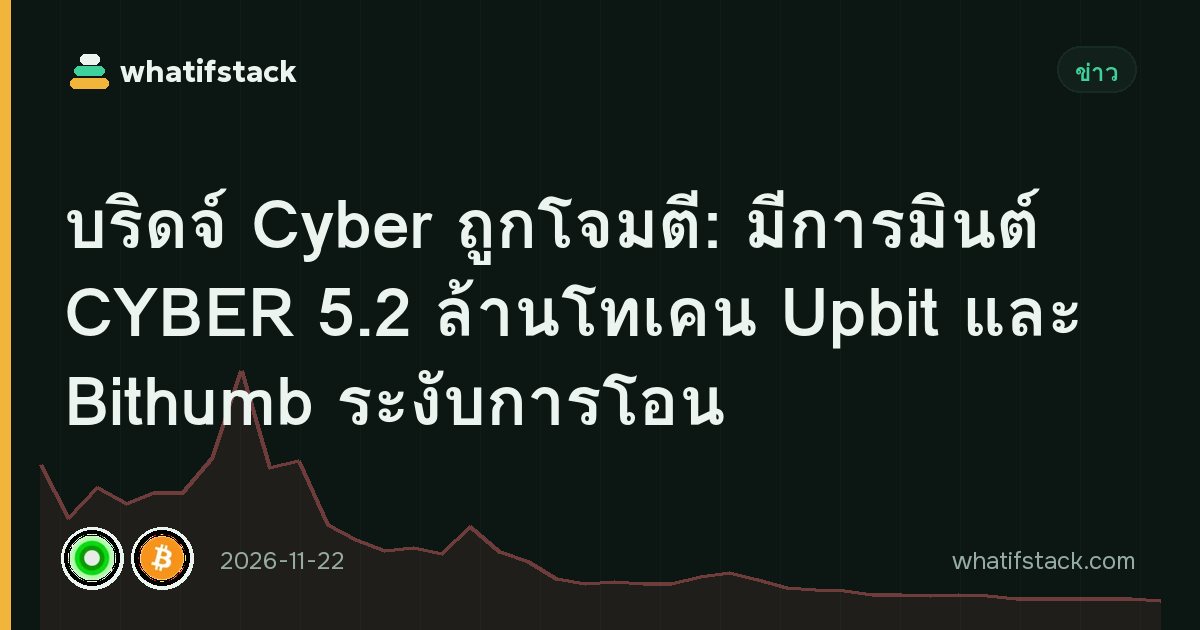 whatifstack
ข่าว
บริดจ์ Cyber ถูกโจมตี: มีการมินต์
CYBER 5.2 ล้านโทเคน Upbit และ
Bithumb ระงับการโอน
2026-11-22
whatifstack.com